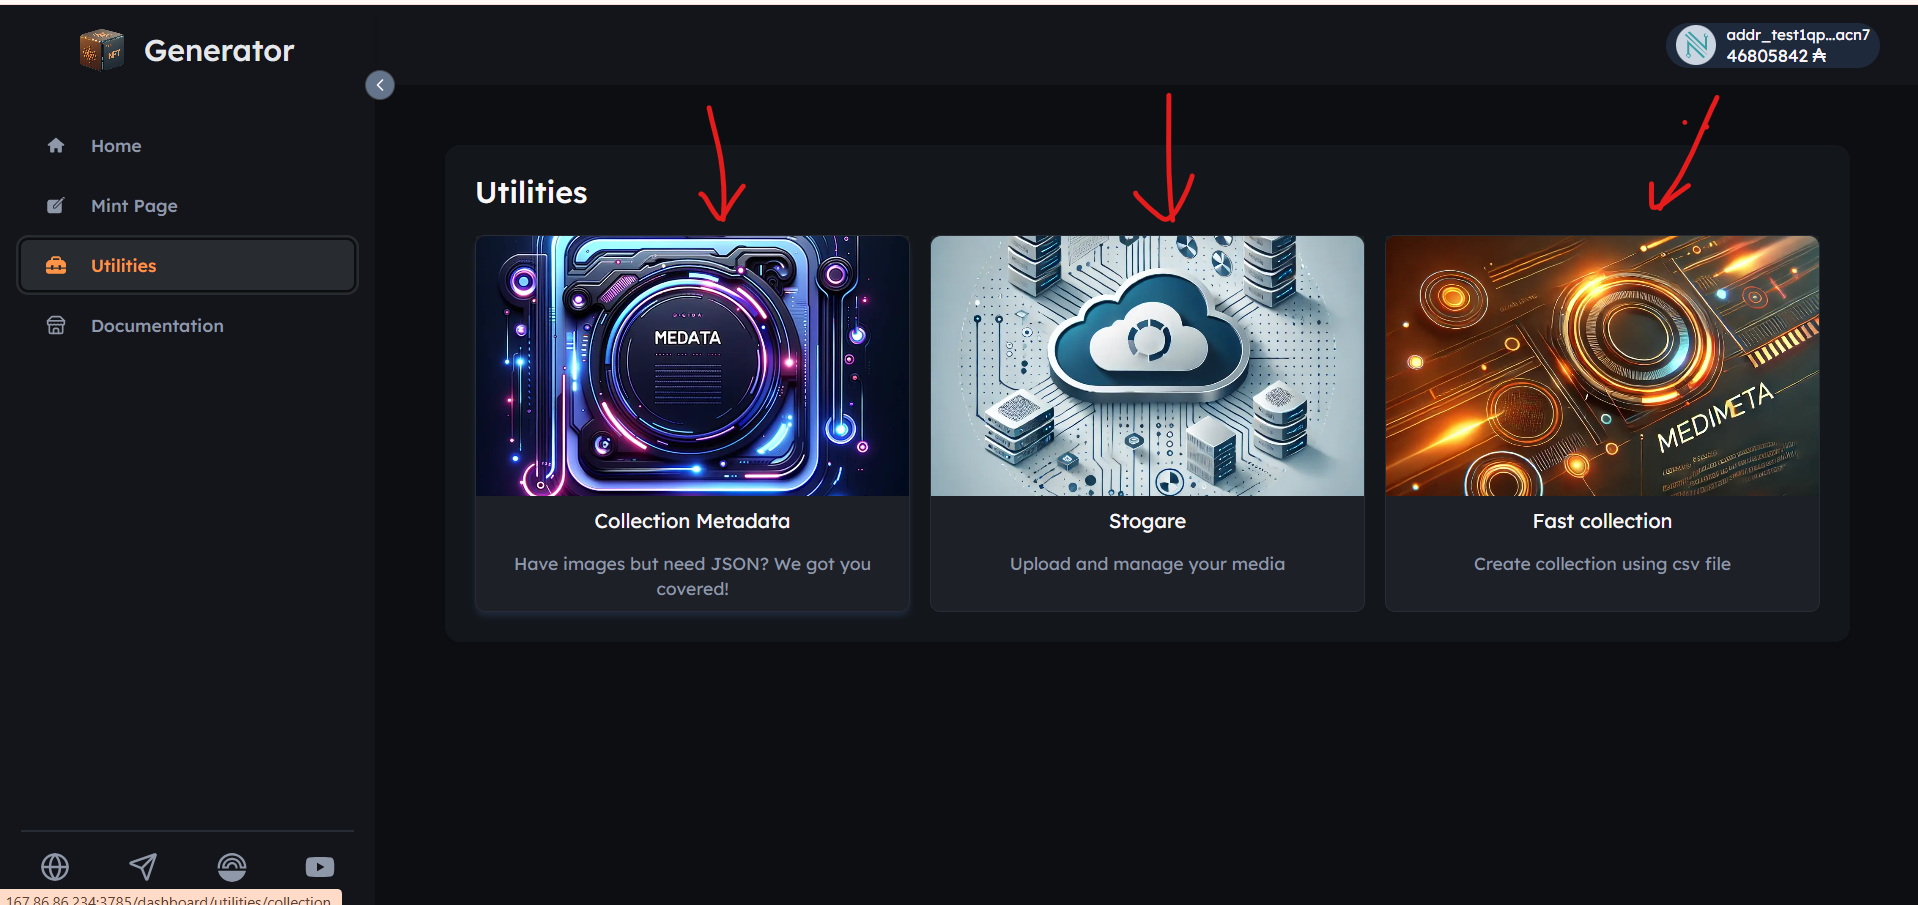 NFT
Generator
addr_test1qp...acn7
46805842 ₳
Home
Mint Page
Utilities
Documentation
Utilities
MEDATA
MEDIMETA
Collection Metadata
Have images but need JSON? We got you
covered!
Stogare
Upload and manage your media
Fast collection
Create collection using csv file
167.86.86.234:3785/dashboard/utilities/collection